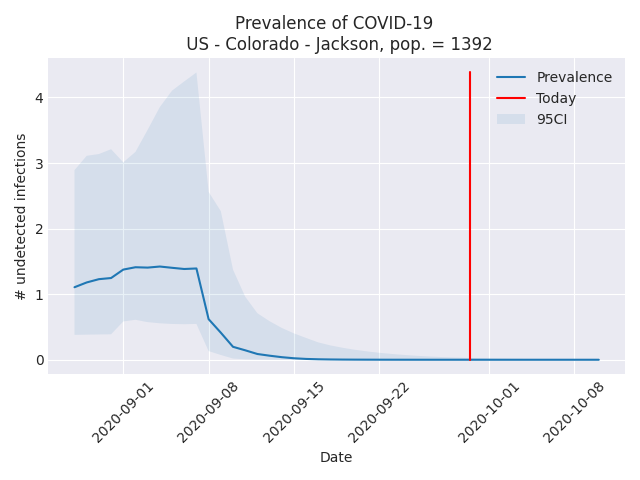 Prevalence of COVID-19
US - Colorado - Jackson, pop. = 1392
Prevalence
Today
95CI
# undetected infections
4
3
2
1
0
2020-09-01
2020-09-08
2020-09-15
2020-09-22
2020-10-01
2020-10-08
Date